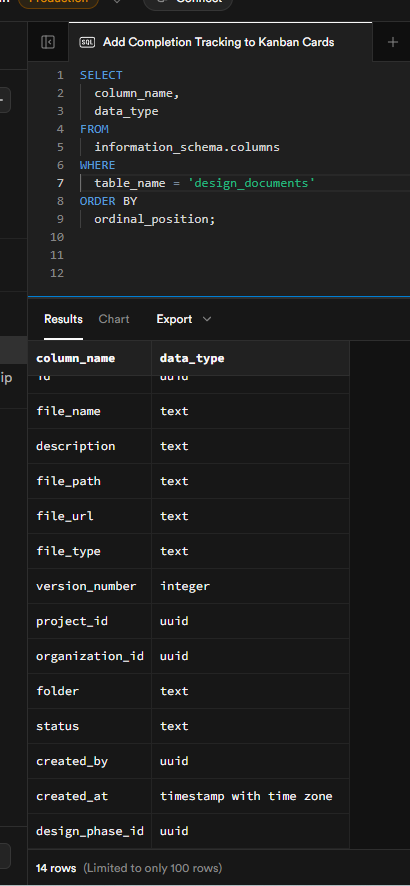 Production
Connect
SQL Add Completion Tracking to Kanban Cards
1 SELECT
2 column_name,
3 data_type
4 FROM
5 information_schema.columns
6 WHERE
7 table_name = 'design_documents'
8 ORDER BY
9 ordinal_position;
10
11
12
Results Chart Export
column_name data_type
id uuid
file_name text
description text
file_path text
file_url text
file_type text
version_number integer
project_id uuid
organization_id uuid
folder text
status text
created_by uuid
created_at timestamp with time zone
design_phase_id uuid
ip
14 rows (Limited to only 100 rows)